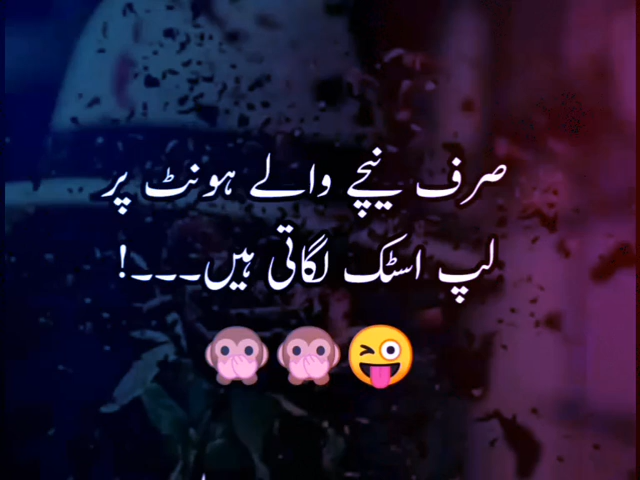 صرف نیچے والے ہونٹ پر
لپ اسٹک لگاتی ہیں۔۔۔!
🙊🙊😜